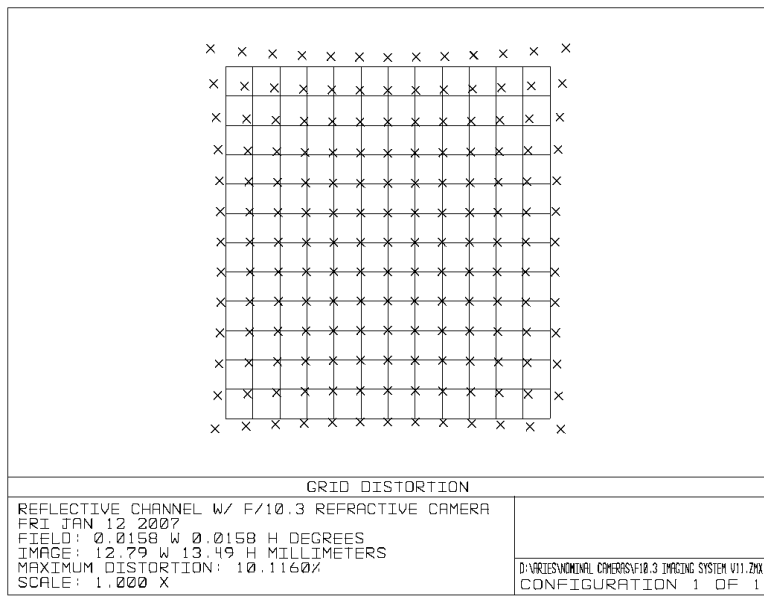 GRID DISTORTION
REFLECTIVE CHANNEL W/ F/10.3 REFRACTIVE CAMERA
FRI JAN 12 2007
FIELD: 0.0158 W 0.0158 H DEGREES
IMAGE: 12.79 W 13.49 H MILLIMETERS
MAXIMUM DISTORTION: 10.1160%
SCALE: 1.000 X
D:\ARIES\NOMINAL CAMERAS\F10.3 IMAGING SYSTEM V11.ZMX
CONFIGURATION 1 OF 1